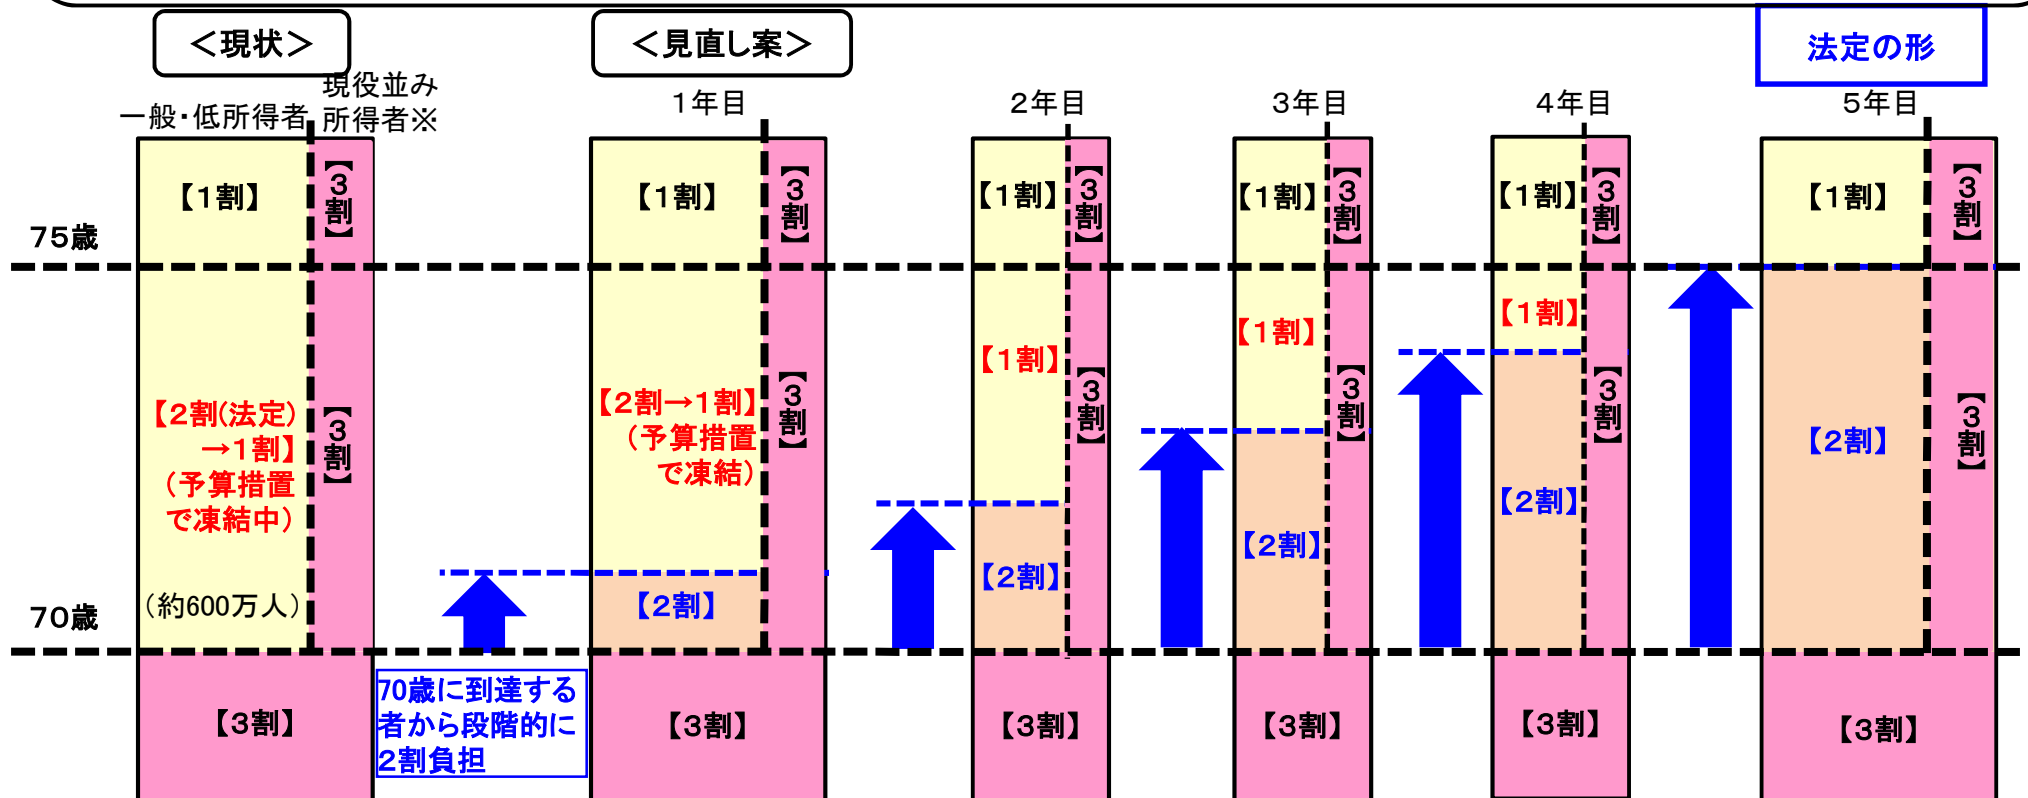 ＜現状＞
＜見直し案＞
法定の形
一般・低所得者
現役並み
所得者※
1年目
2年目
3年目
4年目
5年目
【1割】
【3割】
【1割】
【3割】
【1割】
【3割】
【1割】
【3割】
【1割】
【3割】
【1割】
【3割】
75歳
【2割(法定)
→1割】
（予算措置
で凍結中）
【3割】
（約600万人）
【2割→1割】
（予算措置
で凍結）
【3割】
【2割】
【1割】
【3割】
【2割】
【1割】
【3割】
【2割】
【1割】
【3割】
【2割】
【2割】
【3割】
70歳
【3割】
70歳に到達する
者から段階的に
2割負担
【3割】
【3割】
【3割】
【3割】
【3割】